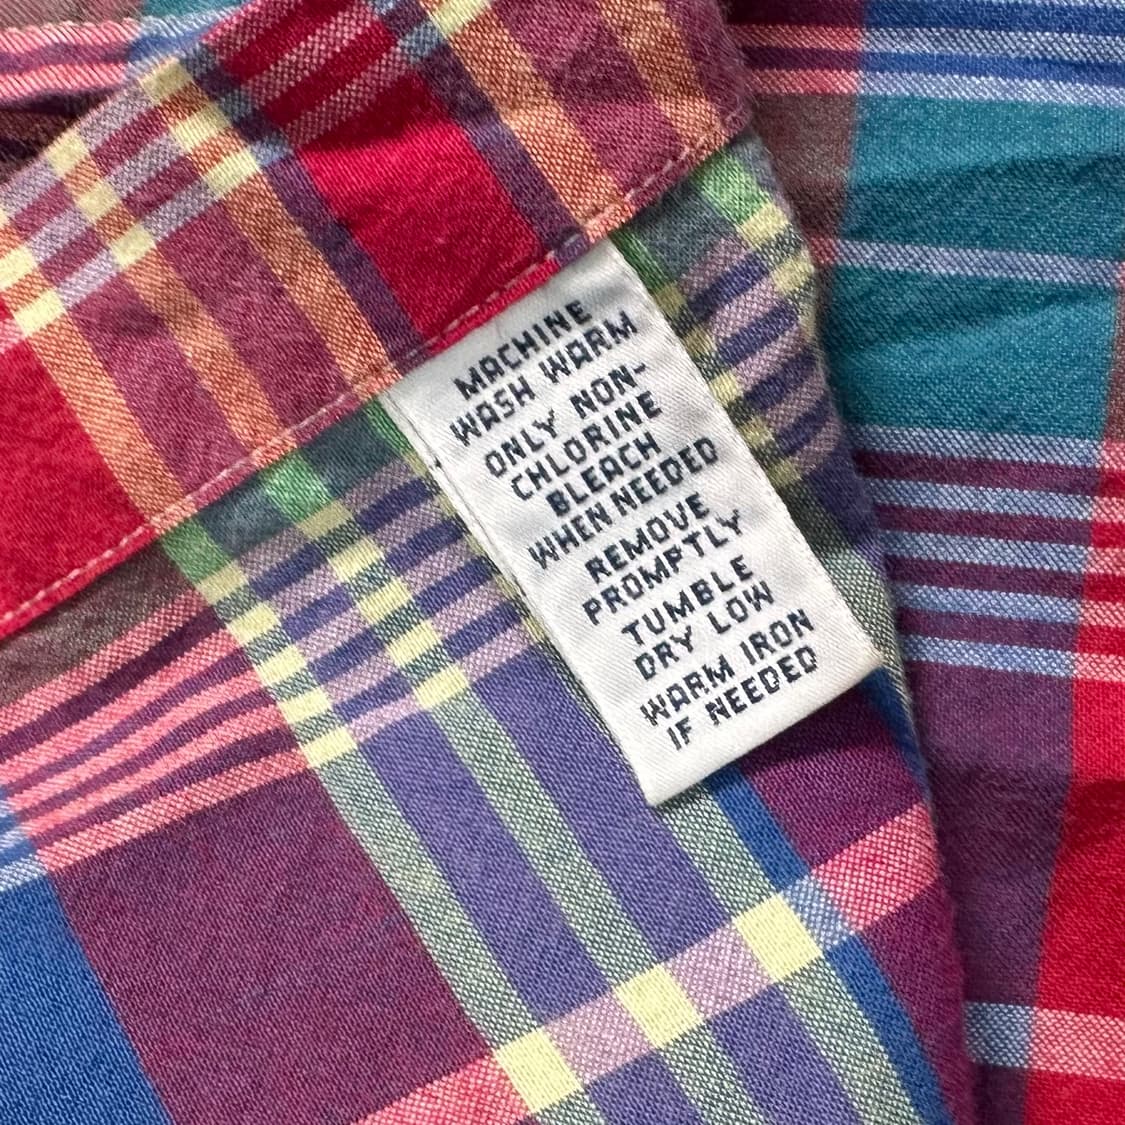 MACHINE
WASH WARM
ONLY NON-
CHLORINE
BLEACH
WHEN NEEDED
REMOVE
PROMPTLY
TUMBLE
DRY LOW
WARM IRON
IF NEEDED